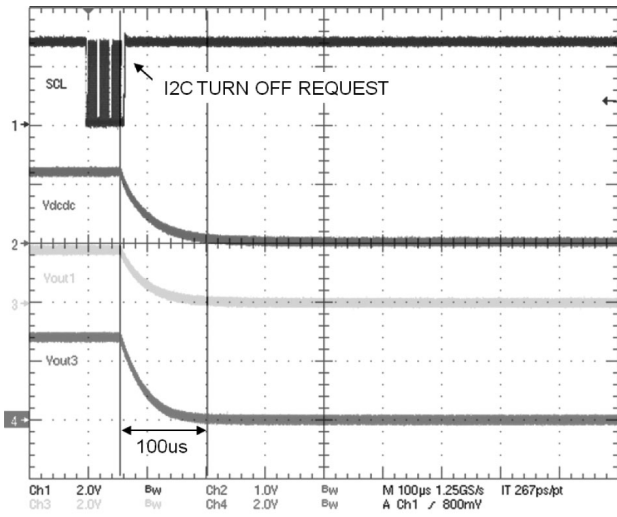 SCL
I2C TURN OFF REQUEST
1
Vdcdc
2
Vout1
3
Vout3
4
100us
Ch1 2.0V Bw Ch2 1.0V Bw M 100µs 1.25GS/s IT 267ps/pt
Ch3 2.0V Bw Ch4 2.0V Bw A Ch1 / 800mV